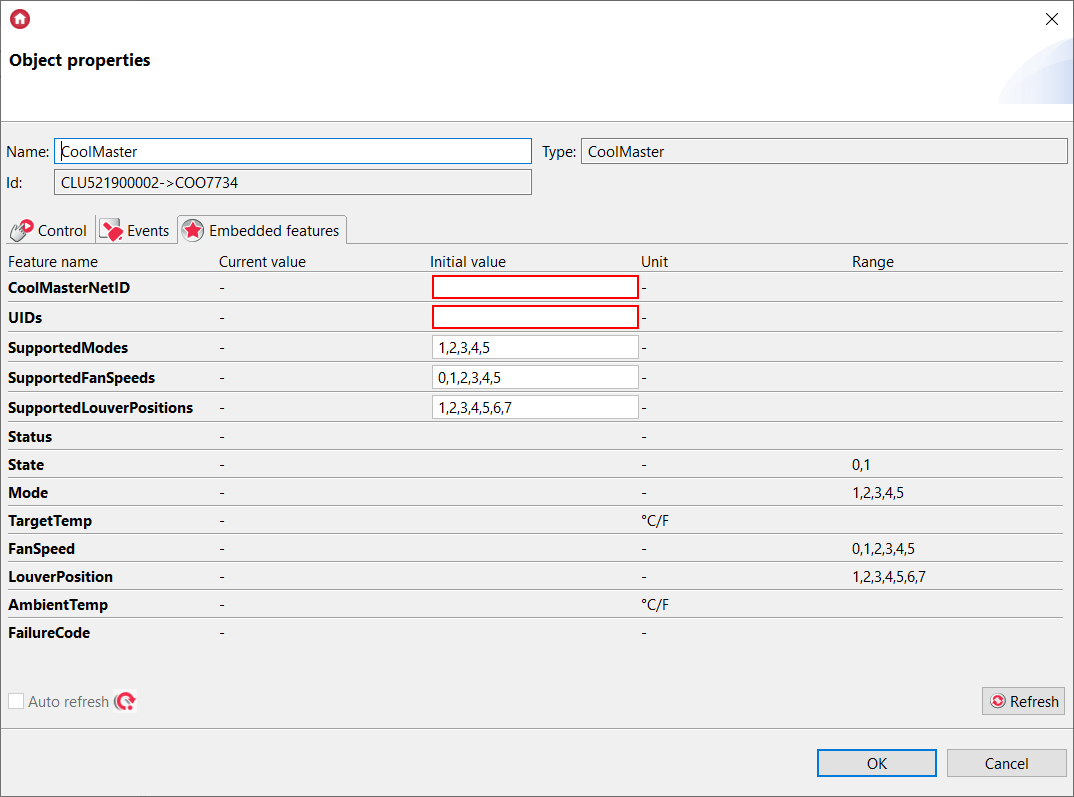 Object properties
Name: CoolMaster Type: CoolMaster
Id: CLU521900002->COO7734
Control Events Embedded features
Feature name Current value Initial value Unit Range
CoolMasterNetID - -
UIDs - -
SupportedModes - 1,2,3,4,5 -
SupportedFanSpeeds - 0,1,2,3,4,5 -
SupportedLouverPositions - 1,2,3,4,5,6,7 -
Status - -
State - - 0,1
Mode - - 1,2,3,4,5
TargetTemp - °C/F
FanSpeed - - 0,1,2,3,4,5
LouverPosition - - 1,2,3,4,5,6,7
AmbientTemp - °C/F
FailureCode - -
Auto refresh Refresh
OK Cancel